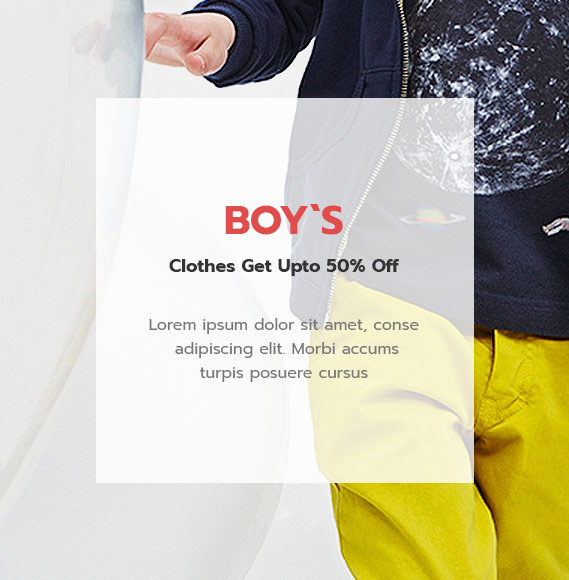 BOY`S
Clothes Get Upto 50% Off
Lorem ipsum dolor sit amet, conse
adipiscing elit. Morbi accums
turpis posuere cursus